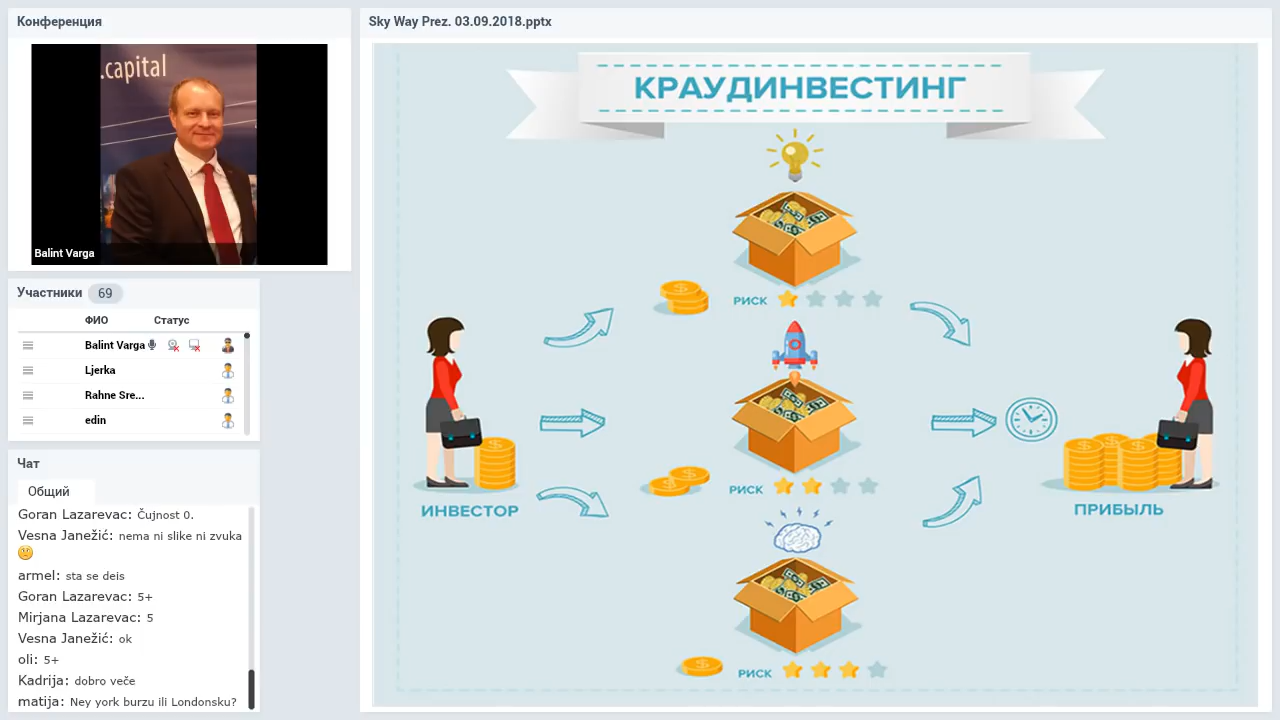 Конференция
.capital
Balint Varga
Участники 69
ФИО Статус
Balint Varga
Ljerka
Rahne Sre...
edin
Чат
Общий
Goran Lazarevac: Čujnost 0.
Vesna Janežić: nema ni slike ni zvuka
armel: sta se deis
Goran Lazarevac: 5+
Mirjana Lazarevac: 5
Vesna Janežić: ok
oli: 5+
Kadrija: dobro veče
matija: Ney york burzu ili Londonsku?
Sky Way Prez. 03.09.2018.pptx
КРАУДИНВЕСТИНГ
РИСК
РИСК
ИНВЕСТОР
ПРИБЫЛЬ
РИСК